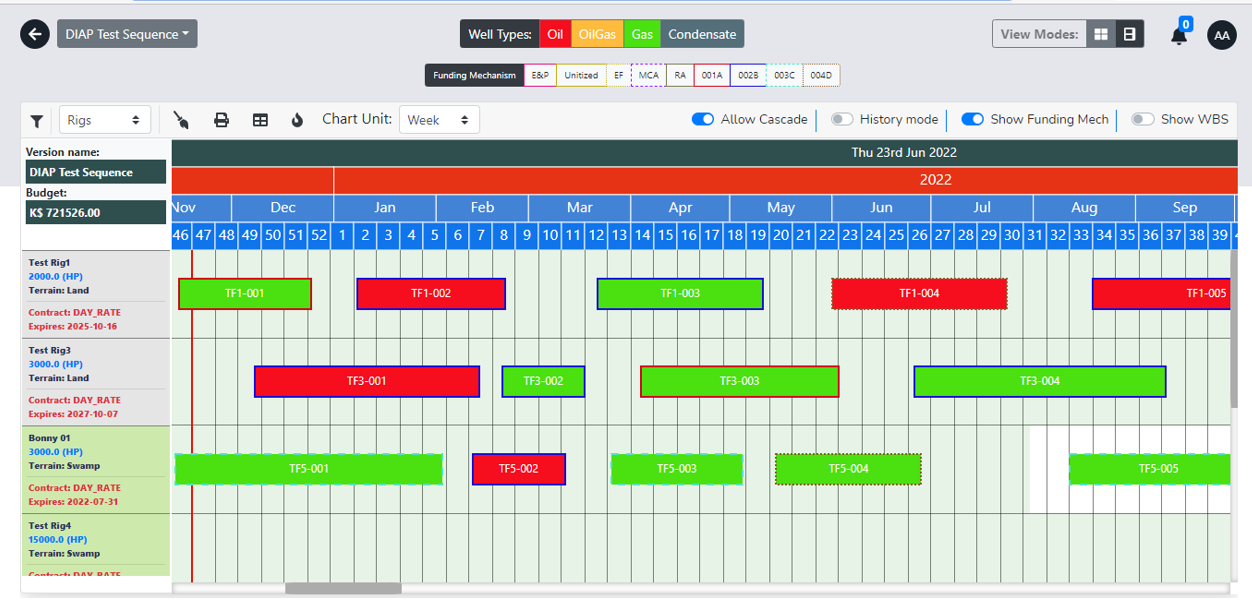 DIAP Test Sequence
Well Types: Oil OilGas Gas Condensate
View Modes:
0
AA
Funding Mechanism E&P Unitized EF MCA RA 001A 002B 003C 004D
Rigs
Chart Unit: Week
Allow Cascade
History mode
Show Funding Mech
Show WBS
Version name:
DIAP Test Sequence
Budget:
K$ 721526.00
Thu 23rd Jun 2022
2022
Nov Dec Jan Feb Mar Apr May Jun Jul Aug Sep
46 47 48 49 50 51 52 1 2 3 4 5 6 7 8 9 10 11 12 13 14 15 16 17 18 19 20 21 22 23 24 25 26 27 28 29 30 31 32 33 34 35 36 37 38 39
Test Rig1
2000.0 (HP)
Terrain: Land
Contract: DAY_RATE
Expires: 2025-10-16
TF1-001 TF1-002 TF1-003 TF1-004 TF1-005
Test Rig3
3000.0 (HP)
Terrain: Land
Contract: DAY_RATE
Expires: 2027-10-07
TF3-001 TF3-002 TF3-003 TF3-004
Bonny 01
3000.0 (HP)
Terrain: Swamp
Contract: DAY_RATE
Expires: 2022-07-31
TF5-001 TF5-002 TF5-003 TF5-004 TF5-005
Test Rig4
15000.0 (HP)
Terrain: Swamp
Contract: DAY_RATE